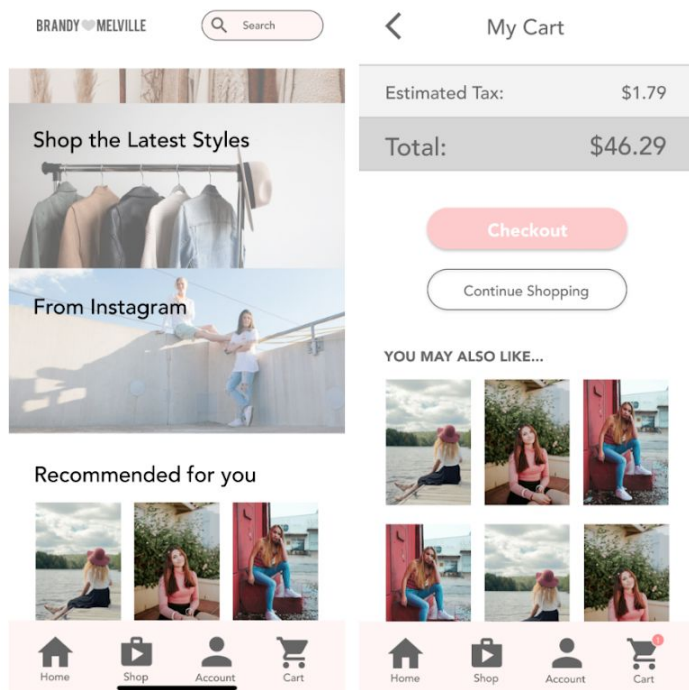 BRANDY MELVILLE
Search
Shop the Latest Styles
From Instagram
Recommended for you
Home Shop Account Cart
My Cart
Estimated Tax: $1.79
Total: $46.29
Checkout
Continue Shopping
YOU MAY ALSO LIKE...
Home Shop Account Cart